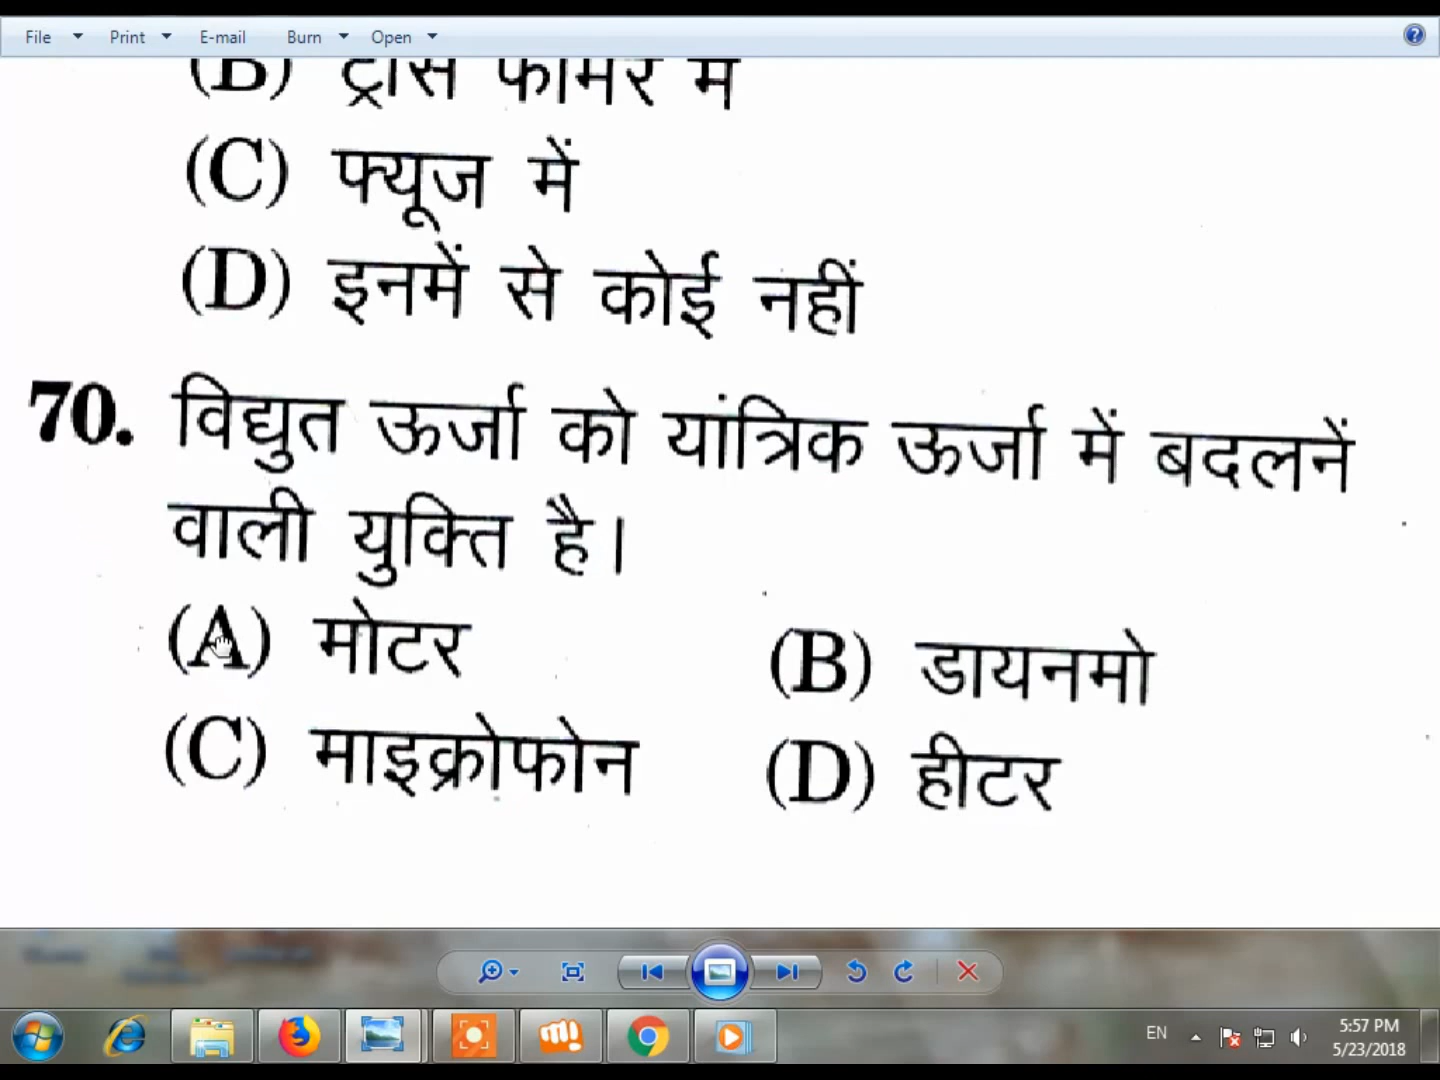 File Print E-mail Burn Open
(B) ट्रांस फार्मर में
(C) फ्यूज में
(D) इनमें से कोई नहीं
70. विद्युत ऊर्जा को यांत्रिक ऊर्जा में बदलनें
वाली युक्ति है।
(A) मोटर (B) डायनमो
(C) माइक्रोफोन (D) हीटर
EN 5:57 PM
5/23/2018